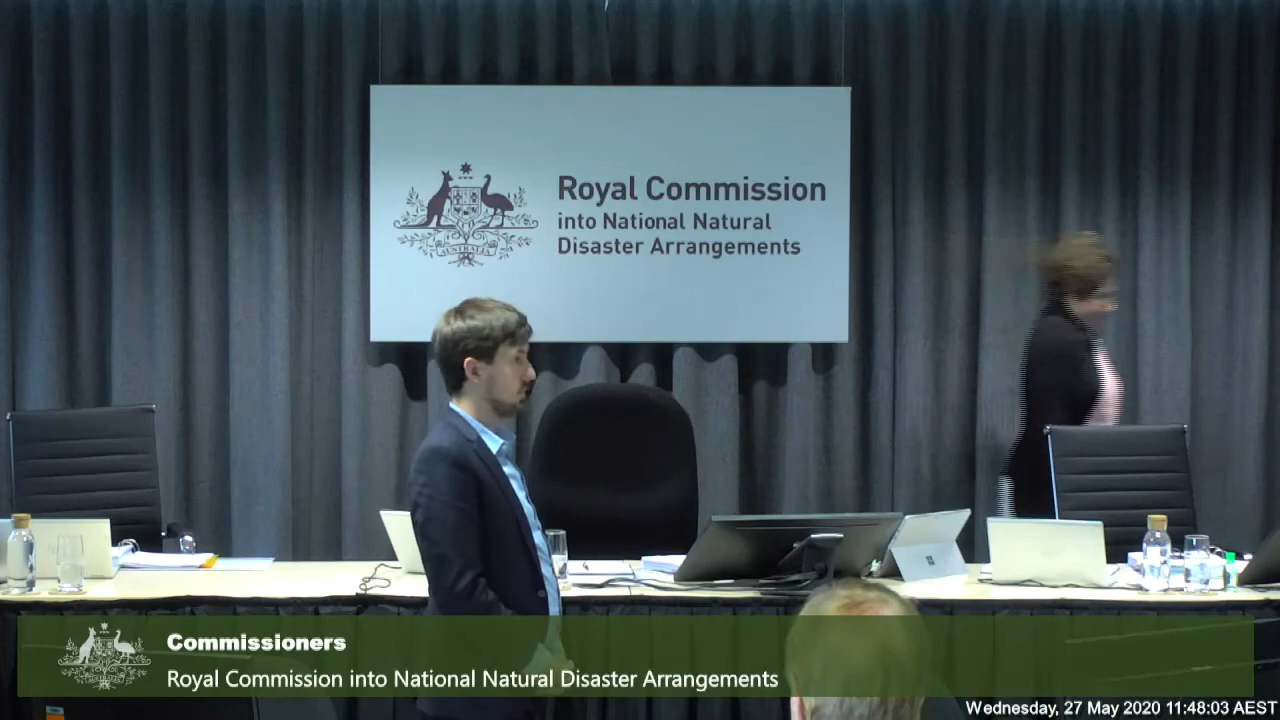 Royal Commission
into National Natural
Disaster Arrangements
AUSTRALIA
Commissioners
Royal Commission into National Natural Disaster Arrangements
Wednesday, 27 May 2020 11:48:03 AEST